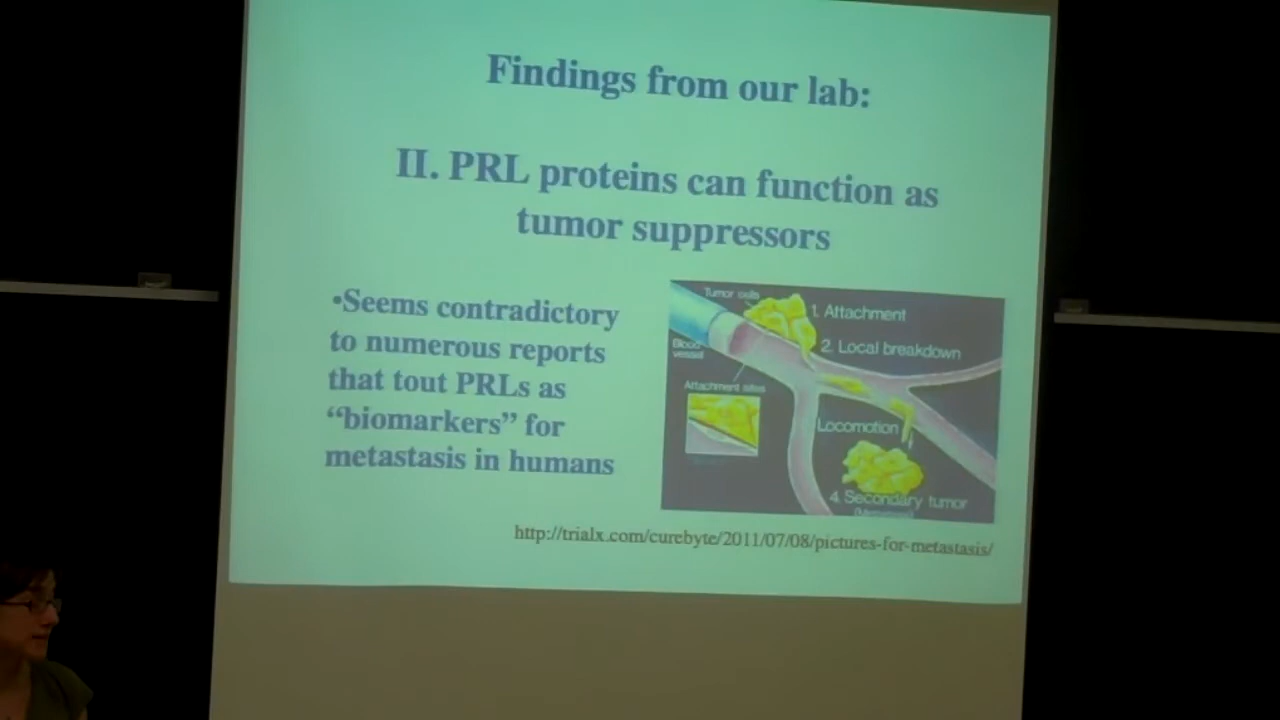 Findings from our lab:
II. PRL proteins can function as
tumor suppressors
•Seems contradictory
to numerous reports
that tout PRLs as
“biomarkers” for
metastasis in humans
Tumor cells
1. Attachment
2. Local breakdown
Blood
vessel
Attachment sites
Locomotion
4. Secondary tumor
http://trialx.com/curebyte/2011/07/08/pictures-for-metastasis/